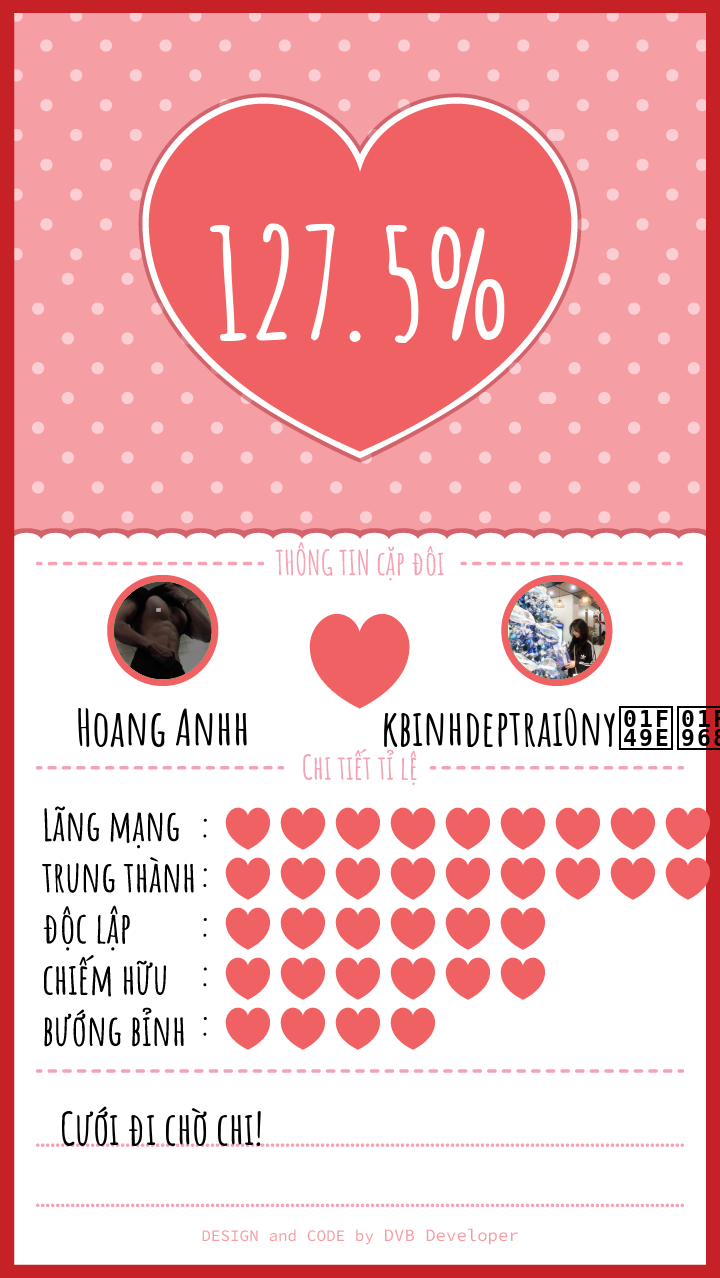 127.5%
THÔNG TIN CẶP ĐÔI
Hoang Anhh
kbinhdeptrai0ny
Chi tiết tỉ lệ
Lãng mạng :
trung thành :
độc lập :
chiếm hữu :
bướng bỉnh :
Cưới đi chờ chi!
DESIGN and CODE by DVB Developer